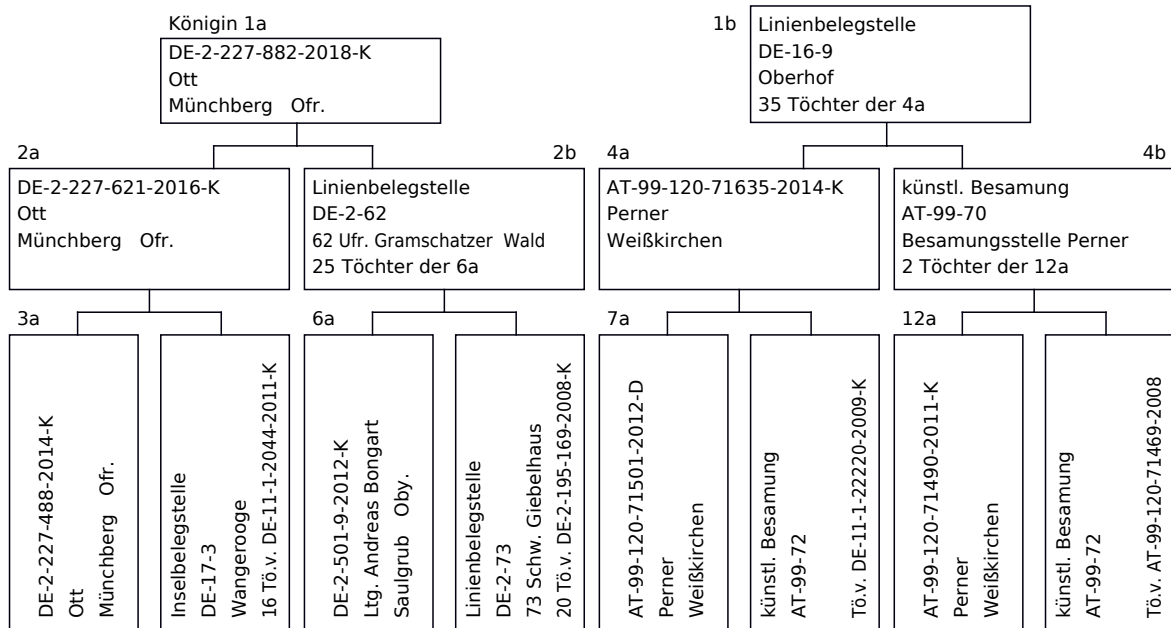 Königin 1a
DE-2-227-882-2018-K
Ott
Münchberg Ofr.
1b
Linienbelegstelle
DE-16-9
Oberhof
35 Töchter der 4a
2a
DE-2-227-621-2016-K
Ott
Münchberg Ofr.
2b
Linienbelegstelle
DE-2-62
62 Ufr. Gramschatzer Wald
25 Töchter der 6a
4a
AT-99-120-71635-2014-K
Perner
Weißkirchen
4b
künstl. Besamung
AT-99-70
Besamungsstelle Perner
2 Töchter der 12a
3a
DE-2-227-488-2014-K
Ott
Münchberg Ofr.
Inselbelegstelle
DE-17-3
Wangerooge
16 Tö.v. DE-11-1-2044-2011-K
6a
DE-2-501-9-2012-K
Ltg. Andreas Bongart
Saulgrub Oby.
Linienbelegstelle
DE-2-73
73 Schw. Giebelhaus
20 Tö.v. DE-2-195-169-2008-K
7a
AT-99-120-71501-2012-D
Perner
Weißkirchen
künstl. Besamung
AT-99-72
Tö.v. DE-11-1-22220-2009-K
12a
AT-99-120-71490-2011-K
Perner
Weißkirchen
künstl. Besamung
AT-99-72
Tö.v. AT-99-120-71469-2008